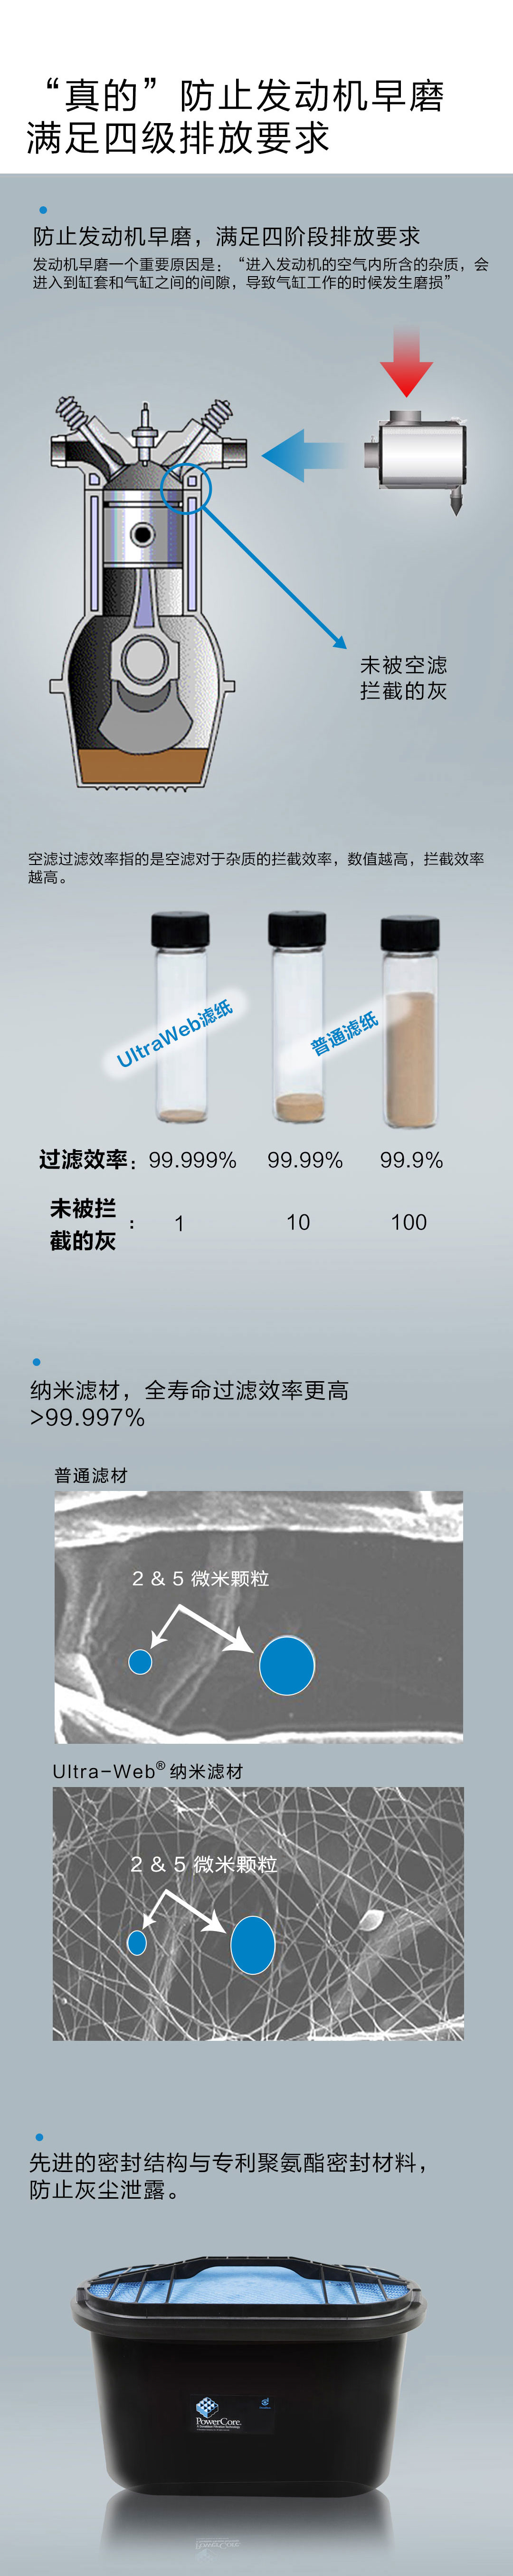 “真的”防止发动机早磨
满足四级排放要求
防止发动机早磨，满足四阶段排放要求
发动机早磨一个重要原因是：“进入发动机的空气内所含的杂质，会
进入到缸套和气缸之间的间隙，导致气缸工作的时候发生磨损”
未被空滤
拦截的灰
空滤过滤效率指的是空滤对于杂质的拦截效率，数值越高，拦截效率
越高。
UltraWeb滤纸
普通滤纸
过滤效率：99.999% 99.99% 99.9%
未被拦
截的灰 ： 1 10 100
纳米滤材，全寿命过滤效率更高
>99.997%
普通滤材
2 & 5 微米颗粒
Ultra-Web®纳米滤材
2 & 5 微米颗粒
先进的密封结构与专利聚氨酯密封材料，
防止灰尘泄露。
PowerCore